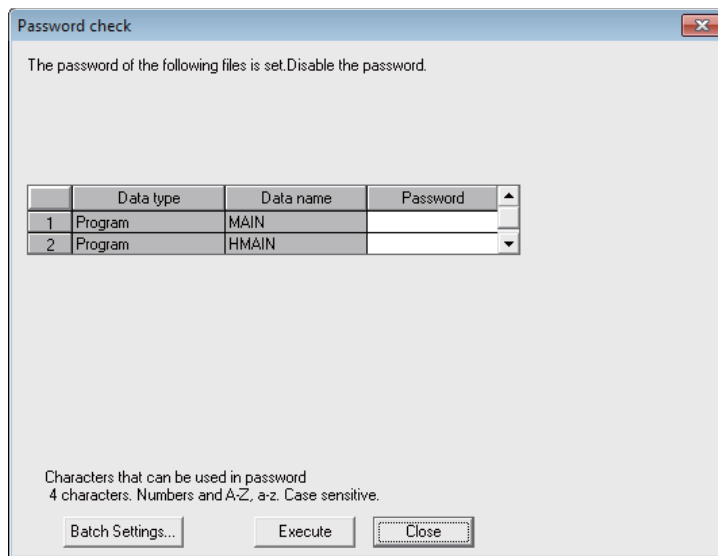 Password check
The password of the following files is set.Disable the password.
Data type Data name Password
1 Program MAIN
2 Program HMAIN
Characters that can be used in password
4 characters. Numbers and A-Z, a-z. Case sensitive.
Batch Settings... Execute Close